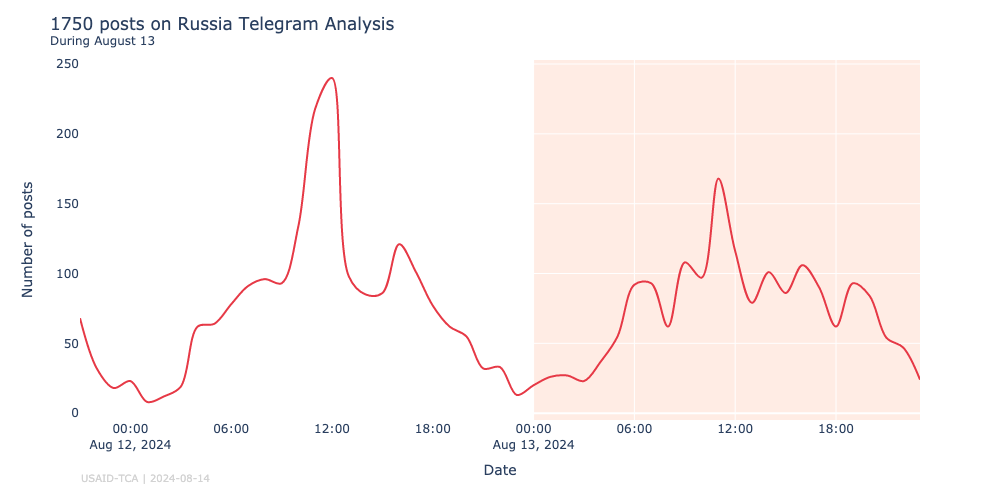 1750 posts on Russia Telegram Analysis
During August 13
250
200
150
100
50
0
Number of posts
00:00 06:00 12:00 18:00 00:00 06:00 12:00 18:00
Aug 12, 2024 Aug 13, 2024
Date
USAID-TCA | 2024-08-14